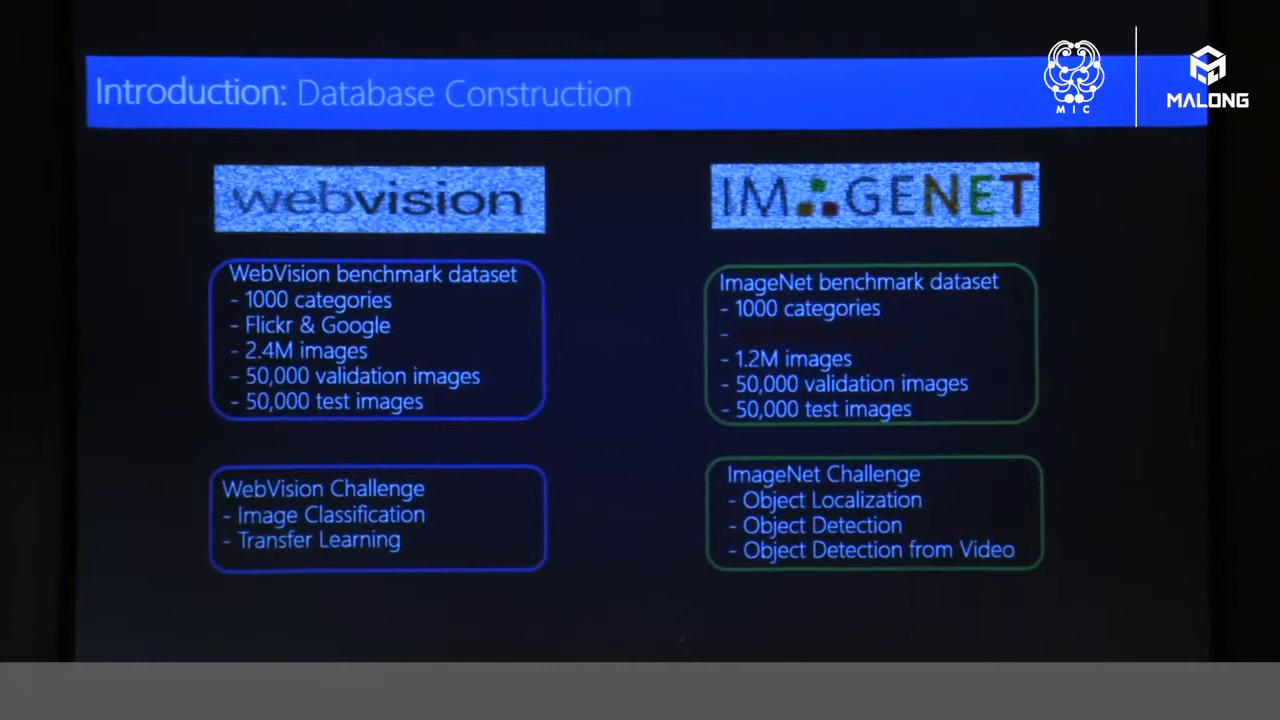 Introduction: Database Construction
MIC
MALONG
webvision
WebVision benchmark dataset
- 1000 categories
- Flickr & Google
- 2.4M images
- 50,000 validation images
- 50,000 test images
WebVision Challenge
- Image Classification
- Transfer Learning
IMAGENET
ImageNet benchmark dataset
- 1000 categories
-
- 1.2M images
- 50,000 validation images
- 50,000 test images
ImageNet Challenge
- Object Localization
- Object Detection
- Object Detection from Video